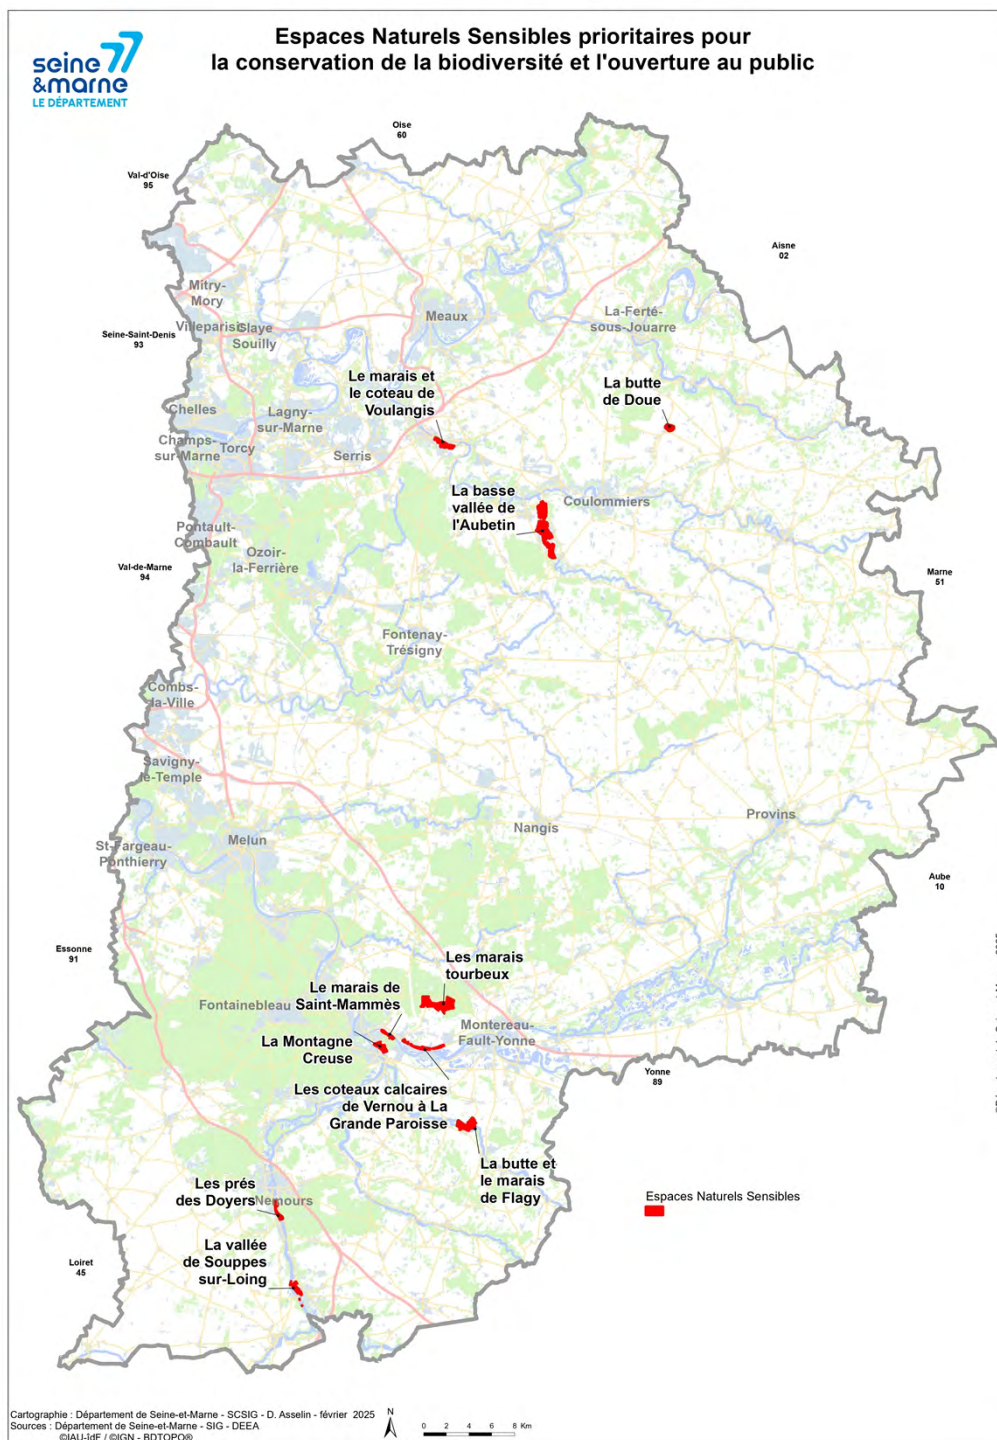 seine 77
&marne
LE DÉPARTEMENT
Espaces Naturels Sensibles prioritaires pour
la conservation de la biodiversité et l'ouverture au public
Oise
60
Val-d'Oise
95
Aisne
02
Mitry-
Mory
Meaux
La-Ferté-
sous-Jouarre
Seine-Saint-Denis
93
Villeparisis
Claye
Souilly
Le marais et
le coteau de
Voulangis
La butte
de Doue
Chelles
Lagny-
sur-Marne
Champs-
sur-Marne
Torcy
Serris
La basse
vallée de
l'Aubetin
Coulommiers
Pontault-
Combault
Ozoir-
la-Ferrière
Val-de-Marne
94
Marne
51
Fontenay-
Trésigny
Combs-
la-Ville
Savigny-
le-Temple
Nangis
Provins
Melun
St-Fargeau-
Ponthierry
Aube
10
Essonne
91
Les marais
tourbeux
Le marais de
Saint-Mammès
Fontainebleau
La Montagne
Creuse
Montereau-
Fault-Yonne
Yonne
89
Les coteaux calcaires
de Vernou à La
Grande Paroisse
La butte et
le marais
de Flagy
Les prés
des Doyers
Nemours
Espaces Naturels Sensibles
La vallée
de Souppes
sur-Loing
Loiret
45
Cartographie : Département de Seine-et-Marne - SCSIG - D. Asselin - février 2025
Sources : Département de Seine-et-Marne - SIG - DEEA
©IAU-îdF / ©IGN - BDTOPO®
N
0 2 4 6 8 Km